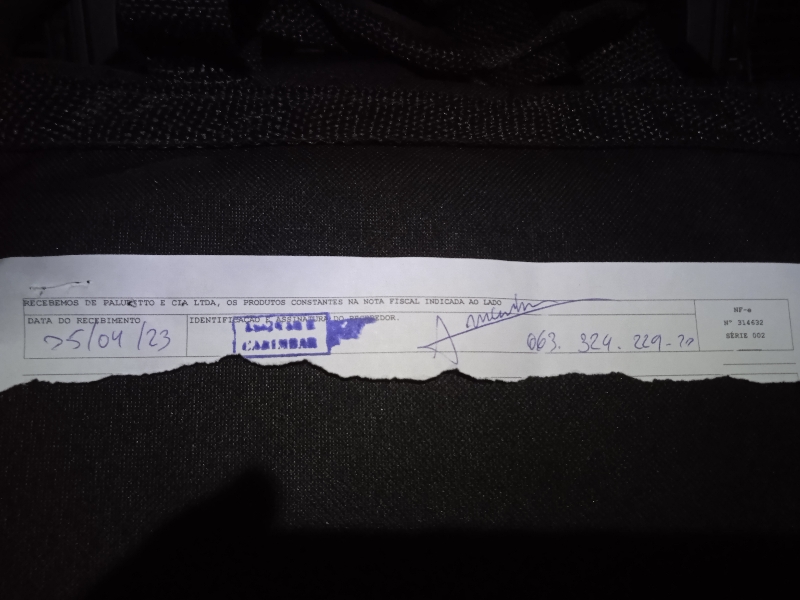 RECEBEMOS DE PALUDETTO E CIA LTDA, OS PRODUTOS CONSTANTES NA NOTA FISCAL INDICADA AO LADO
DATA DO RECEBIMENTO
25/04/23
IDENTIFICAÇÃO E ASSINATURA DO RECEBEDOR.
CARIMBAR
063. 324. 229-
NF-e
Nº 314632
SÉRIE 002